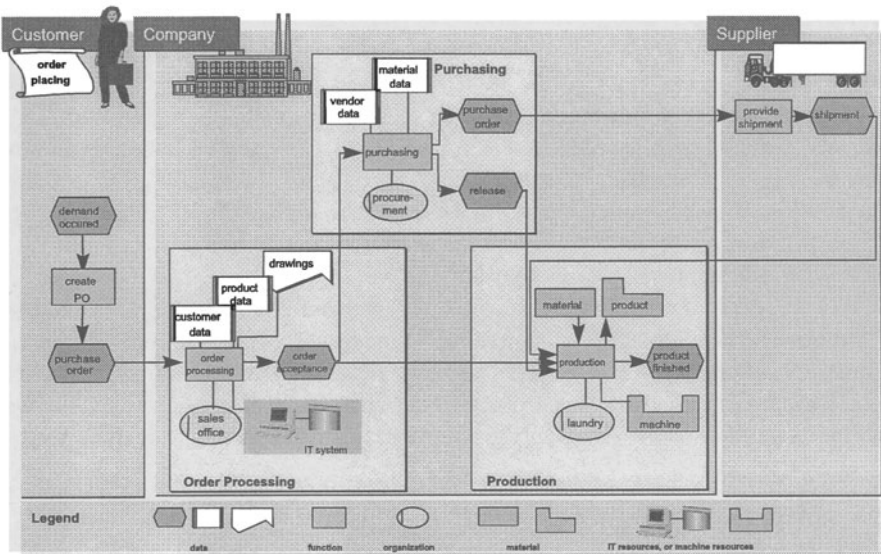 Customer
Company
Supplier
order
placing
Purchasing
material
data
vendor
data
purchasing
procure-
ment
purchase
order
release
provide
shipment
shipment
demand
occured
create
PO
purchase
order
drawings
product
data
customer
data
order
processing
order
acceptance
sales
office
IT system
Order Processing
material
product
production
product
finished
laundry
machine
Production
Legend
data
function
organization
material
IT resources, or machine resources